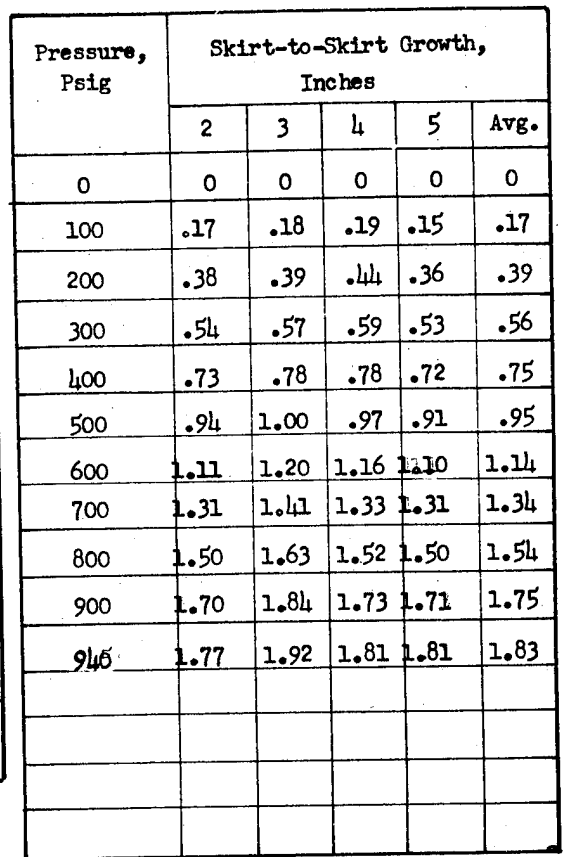 Pressure, Skirt-to-Skirt Growth,
Psig Inches
2 3 4 5 Avg.
0 0 0 0 0 0
100 .17 .18 .19 .15 .17
200 .38 .39 .44 .36 .39
300 .54 .57 .59 .53 .56
400 .73 .78 .78 .72 .75
500 .94 1.00 .97 .91 .95
600 1.11 1.20 1.16 1.10 1.14
700 1.31 1.41 1.33 1.31 1.34
800 1.50 1.63 1.52 1.50 1.54
900 1.70 1.84 1.73 1.71 1.75
1.77 1.92 1.81 1.81 1.83